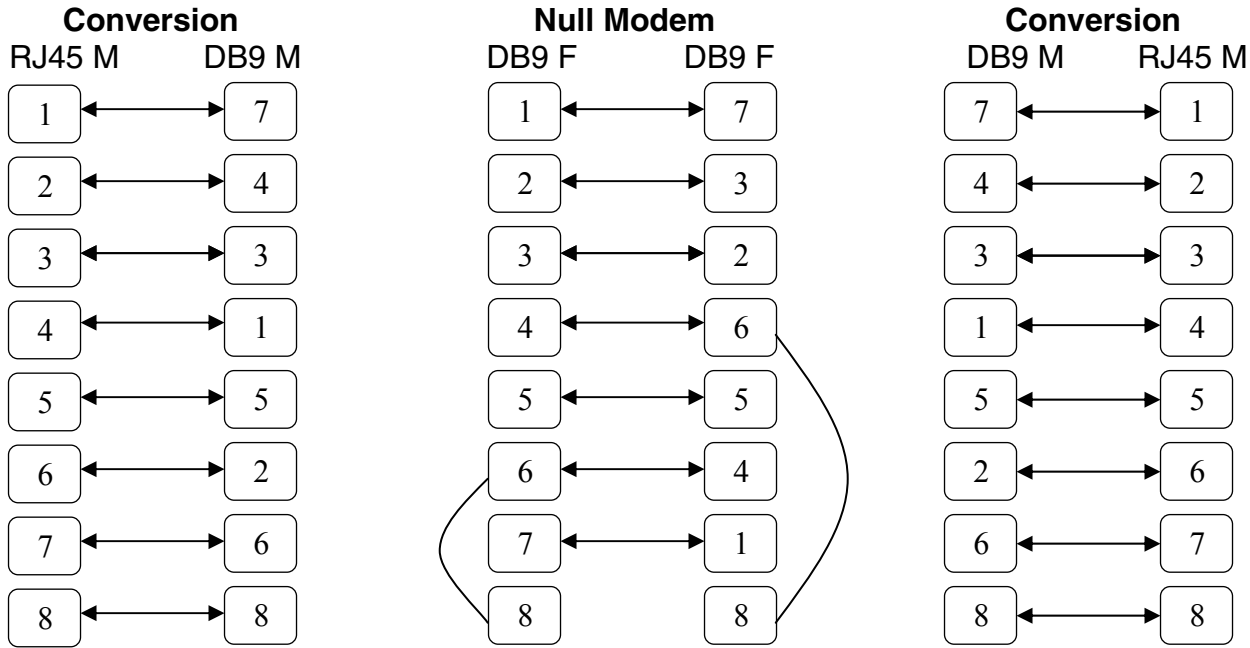 Conversion Null Modem Conversion
RJ45 M DB9 M DB9 F DB9 F DB9 M RJ45 M
1 7 1 7 7 1
2 4 2 3 4 2
3 3 3 2 3 3
4 1 4 6 1 4
5 5 5 5 5 5
6 2 6 4 2 6
7 6 7 1 6 7
8 8 8 8 8 8